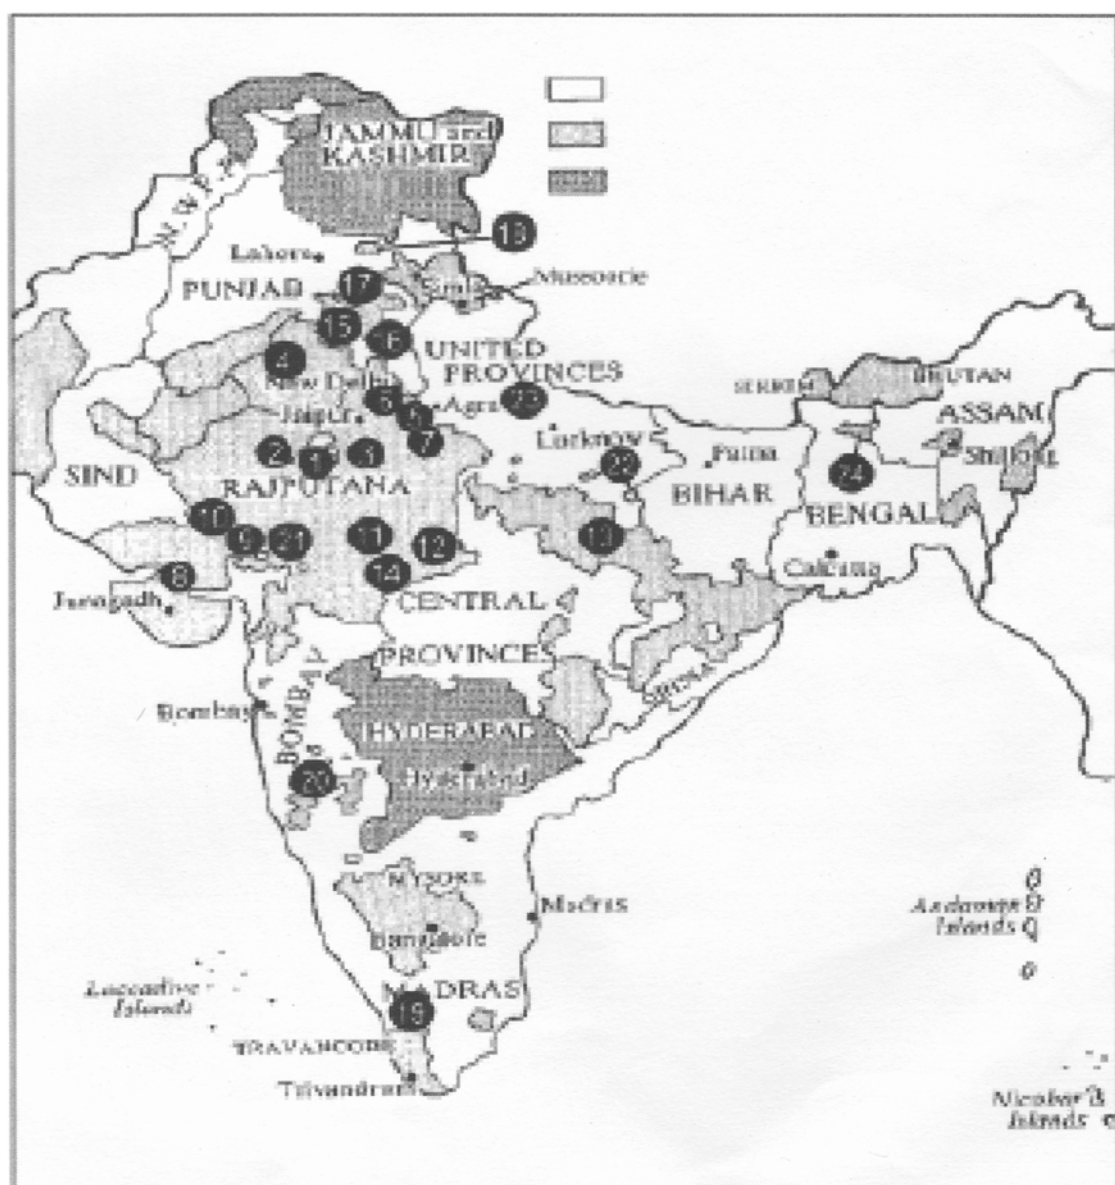 JAMMU and
KASHMIR
N.W.F.P.
18
Lahore
17
Mussoorie
PUNJAB
Simla
15
16
4
UNITED
PROVINCES
New Delhi
SIKKIM
BHUTAN
5
23
6
Agra
ASSAM
Jaipur
7
Lucknow
2
1
3
22
Patna
24
Shillong
SIND
RAJPUTANA
BIHAR
BENGAL
10
9
21
11
12
13
Calcutta
8
14
Junagadh
CENTRAL
PROVINCES
Bombay
BOMBAY
HYDERABAD
Hyderabad
20
MYSORE
Madras
Andaman
Islands
Bangalore
Laccadive
Islands
MADRAS
19
TRAVANCORE
Trivandrum
Nicobar
Islands